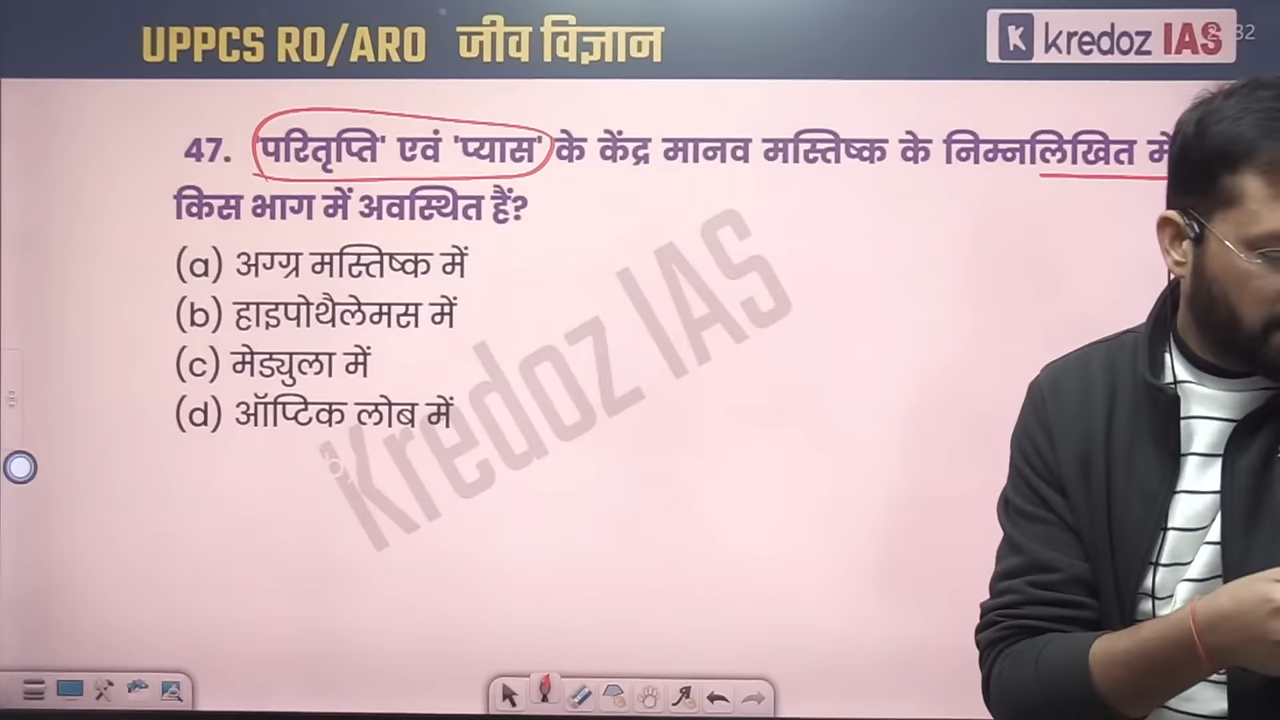 UPPCS RO/ARO जीव विज्ञान
kredoz IAS
47. 'परितृप्ति' एवं 'प्यास' के केंद्र मानव मस्तिष्क के निम्नलिखित में
किस भाग में अवस्थित हैं?
(a) अग्ग्र मस्तिष्क में
(b) हाइपोथैलेमस में
(c) मेड्युला में
(d) ऑप्टिक लोब में
Kredoz IAS